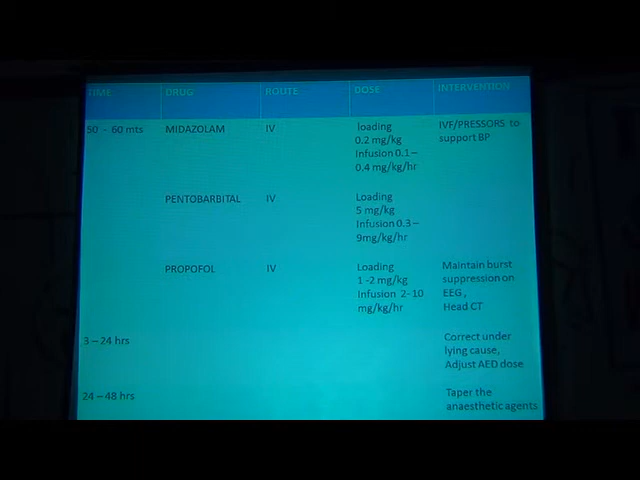 TIME DRUG ROUTE DOSE INTERVENTION
50 - 60 mts MIDAZOLAM IV loading IVF/PRESSORS to
0.2 mg/kg support BP
Infusion 0.1–
0.4 mg/kg/hr
PENTOBARBITAL IV Loading
5 mg/kg
Infusion 0.3–
9mg/kg/hr
PROPOFOL IV Loading Maintain burst
1 -2 mg/kg suppression on
Infusion 2-10 EEG ,
mg/kg/hr Head CT
3 – 24 hrs Correct under
lying cause,
Adjust AED dose
24 – 48 hrs Taper the
anaesthetic agents